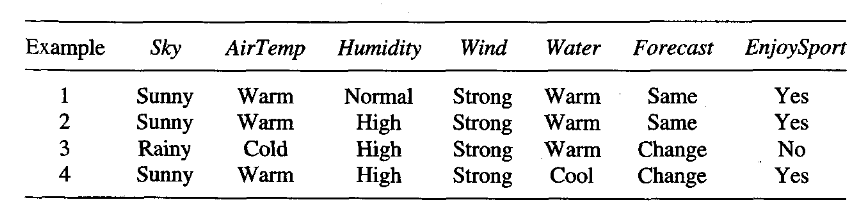 Example Sky AirTemp Humidity Wind Water Forecast EnjoySport
1 Sunny Warm Normal Strong Warm Same Yes
2 Sunny Warm High Strong Warm Same Yes
3 Rainy Cold High Strong Warm Change No
4 Sunny Warm High Strong Cool Change Yes